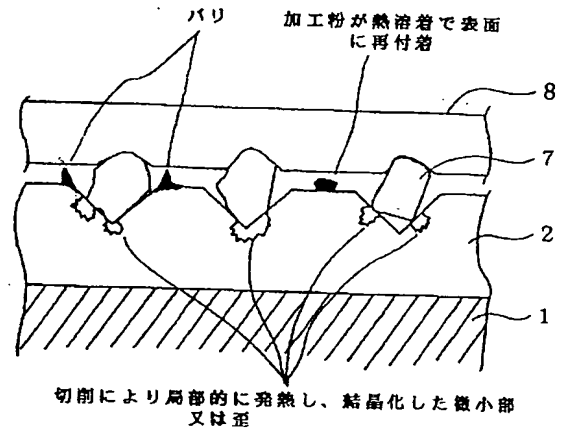 バリ
加工粉が熱溶着で表面
に再付着
8
7
2
1
切削により局部的に発熱し、結晶化した微小部
又は歪